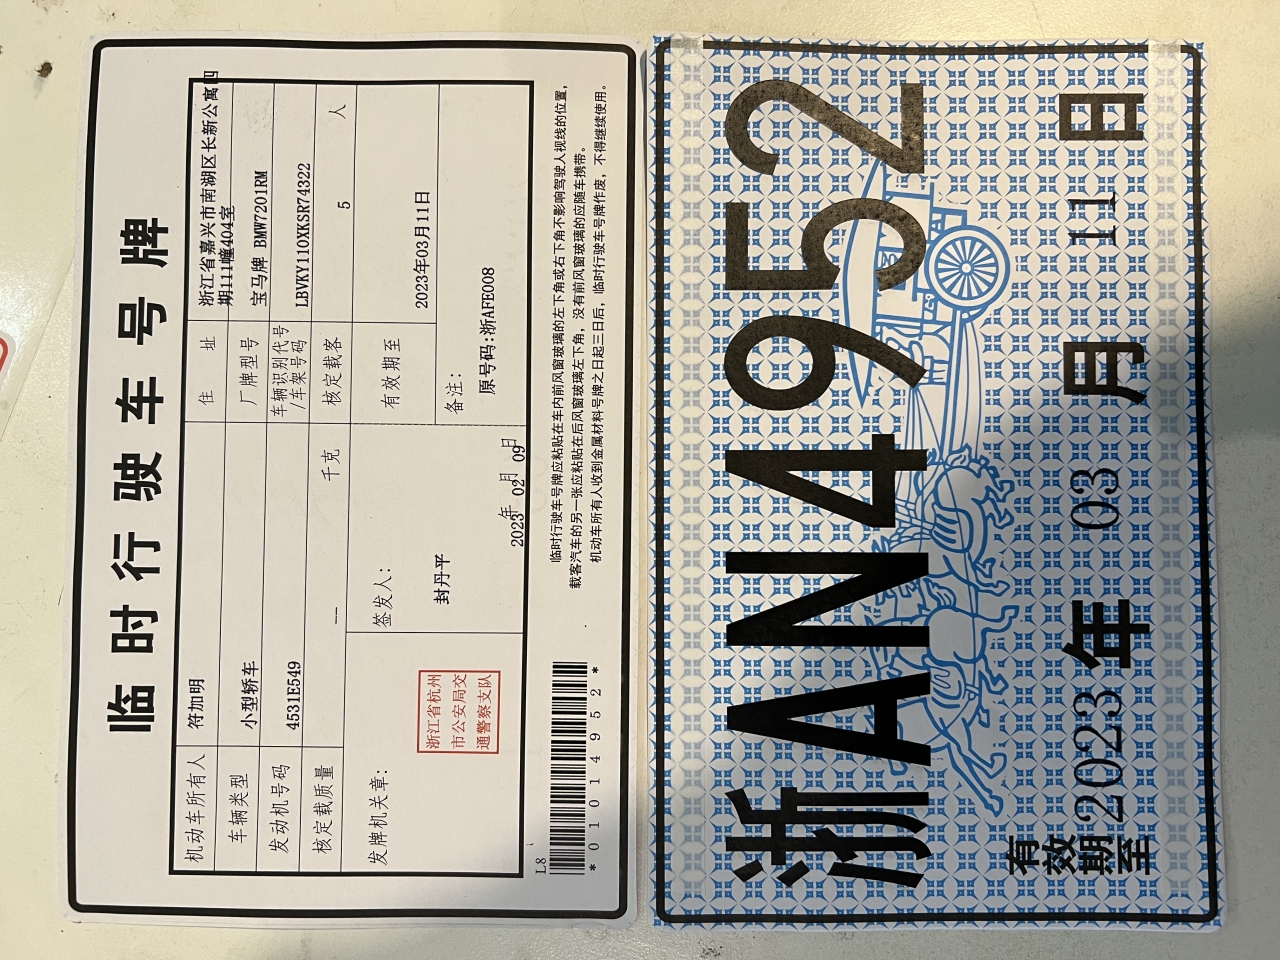 临时行驶车号牌
机动车所有人 符加明 住址 浙江省嘉兴市南湖区长新公寓四
期111幢404室
车辆类型 小型轿车 厂牌型号 宝马牌 BMW7201RM
发动机号码 4531E549 车辆识别代号
/车架号码 LBVKY1110XKSR74322
核定载质量 — 千克 核定载客 5 人
发牌机关章:
浙江省杭州
市公安局交
通警察支队
签发人:
封丹平
2023年02月09日
有效期至 2023年03月11日
备注:
原号码:浙AFE008
L8
*0101494952*
临时行驶车号牌应粘贴在车内前风窗玻璃的左下角或右下角不影响驾驶人视线的位置,
载客汽车的另一张应粘贴在后风窗玻璃左下角,没有前风窗玻璃的应随车携带。
机动车所有人收到金属材料号牌之日起三日后,临时行驶车号牌作废,不得继续使用。
浙AN4952
有效期至 2023年 03 月 11 日